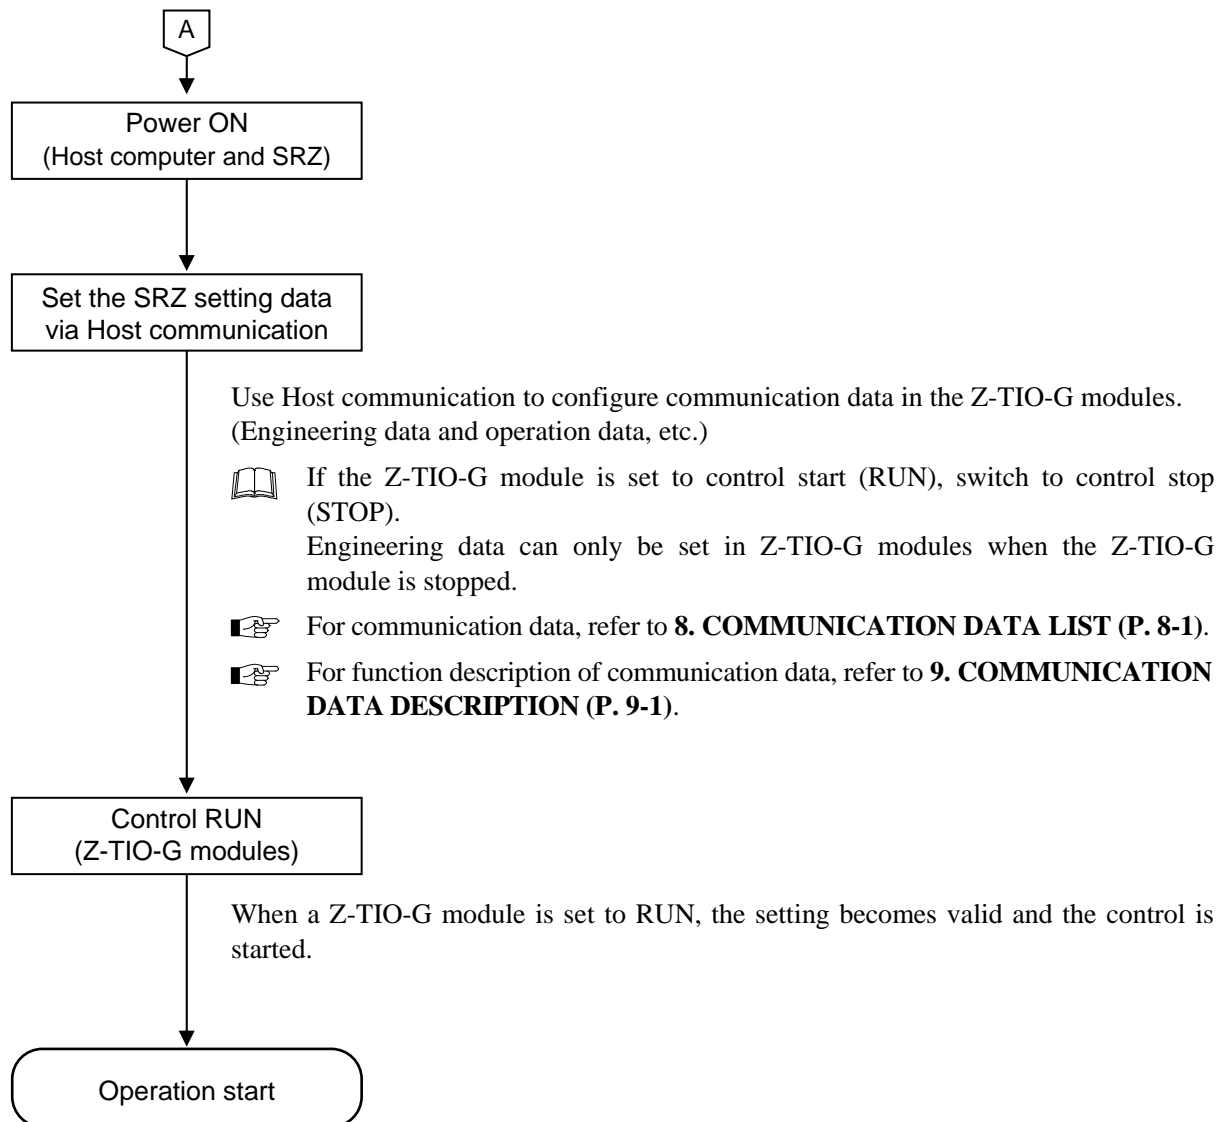 A
Power ON
(Host computer and SRZ)
Set the SRZ setting data
via Host communication
Use Host communication to configure communication data in the Z-TIO-G modules.
(Engineering data and operation data, etc.)
If the Z-TIO-G module is set to control start (RUN), switch to control stop
(STOP).
Engineering data can only be set in Z-TIO-G modules when the Z-TIO-G
module is stopped.
For communication data, refer to 8. COMMUNICATION DATA LIST (P. 8-1).
For function description of communication data, refer to 9. COMMUNICATION
DATA DESCRIPTION (P. 9-1).
Control RUN
(Z-TIO-G modules)
When a Z-TIO-G module is set to RUN, the setting becomes valid and the control is
started.
Operation start